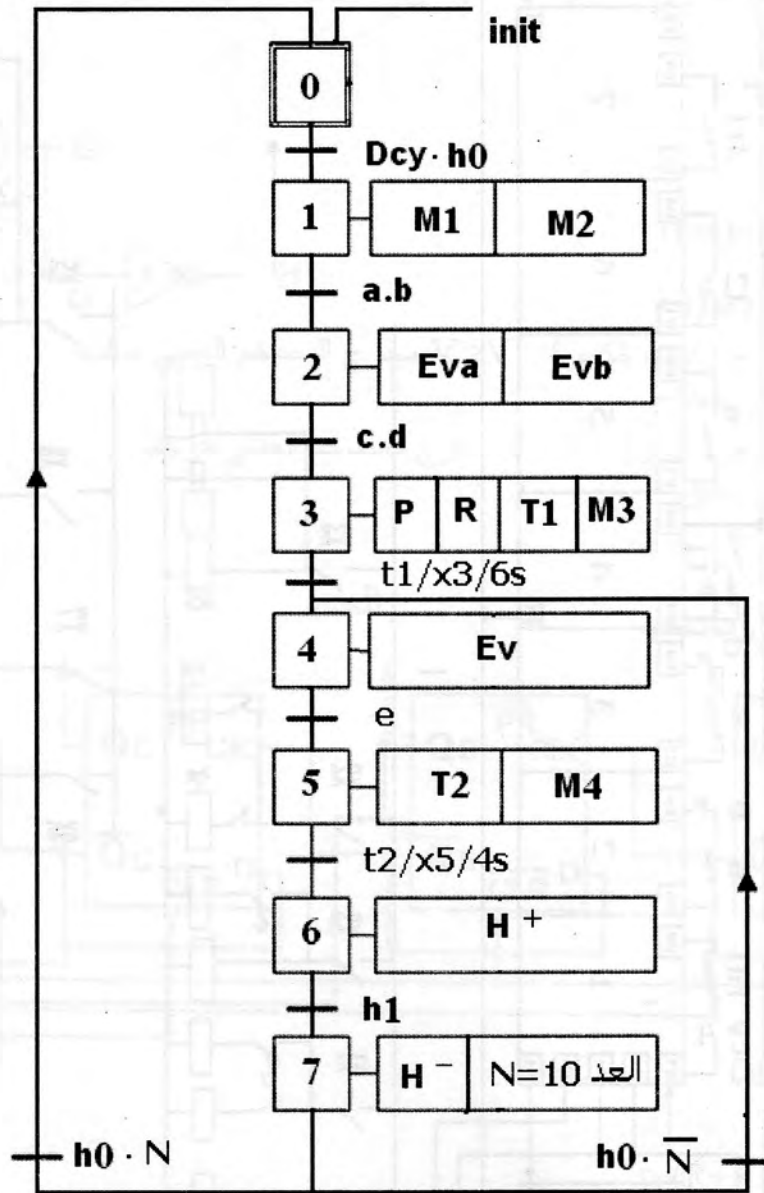 init
0
Dcy · h0
1 M1 M2
a.b
2 Eva Evb
c.d
3 P R T1 M3
t1/x3/6s
4 Ev
e
5 T2 M4
t2/x5/4s
6 H +
h1
7 H − N=10 العد
h0 · N h0 · N̅